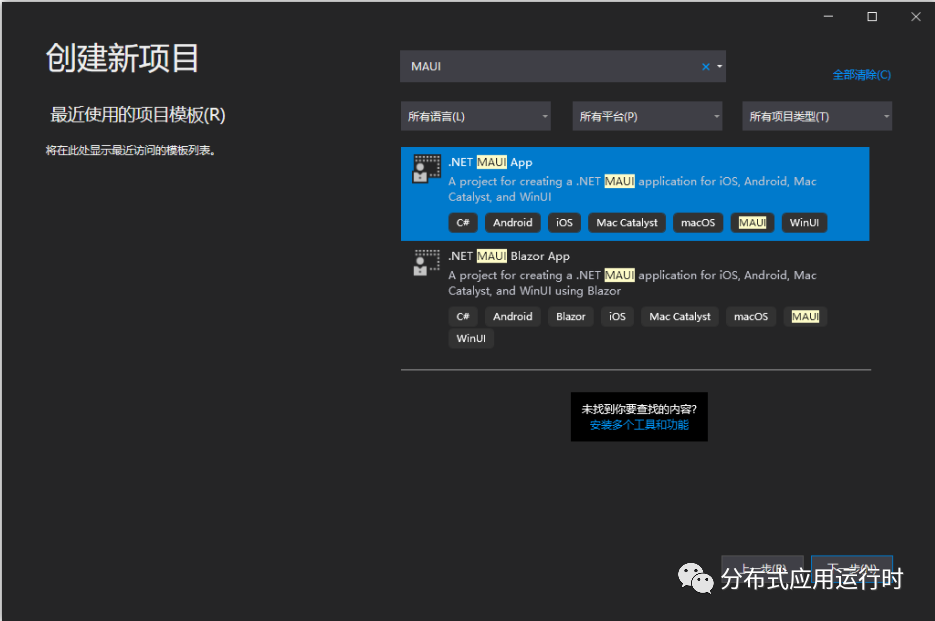 创建新项目
最近使用的项目模板(R)
将在此处显示最近访问的模板列表。
MAUI
全部清除(C)
所有语言(L)
所有平台(P)
所有项目类型(T)
.NET MAUI App
A project for creating a .NET MAUI application for iOS, Android, Mac
Catalyst, and WinUI
C# Android iOS Mac Catalyst macOS MAUI WinUI
.NET MAUI Blazor App
A project for creating a .NET MAUI application for iOS, Android, Mac
Catalyst, and WinUI using Blazor
C# Android Blazor iOS Mac Catalyst macOS MAUI
WinUI
未找到你要查找的内容?
安装多个工具和功能
上一步(B)
下一步(N)
分布式应用运行时